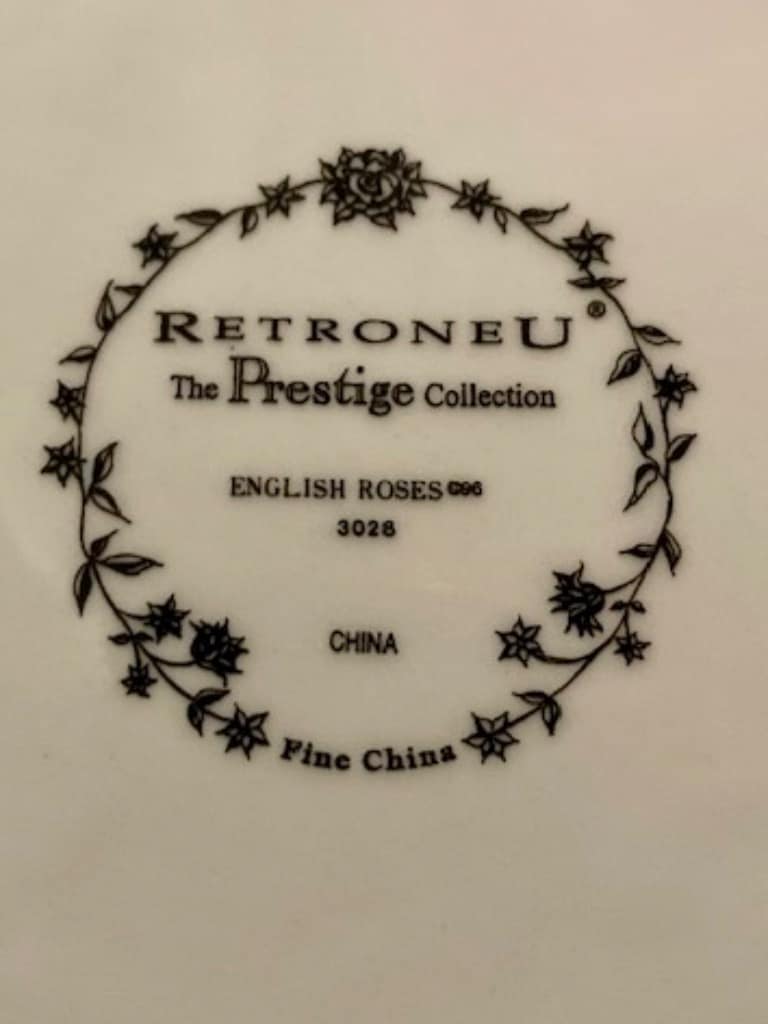 RETRONEU®
The Prestige Collection
ENGLISH ROSES ©96
3028
CHINA
Fine China